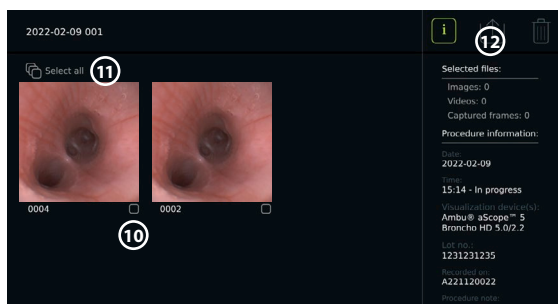 2022-02-09 001
i
12
Select all
11
0004
0002
10
Selected files:
Images: 0
Videos: 0
Captured frames: 0
Procedure information:
Date:
2022-02-09
Time:
15:14 - In progress
Visualization device(s):
Ambu® aScope™ 5
Broncho HD 5.0/2.2
Lot no.:
1231231235
Recorded on:
A221120022
Procedure note: